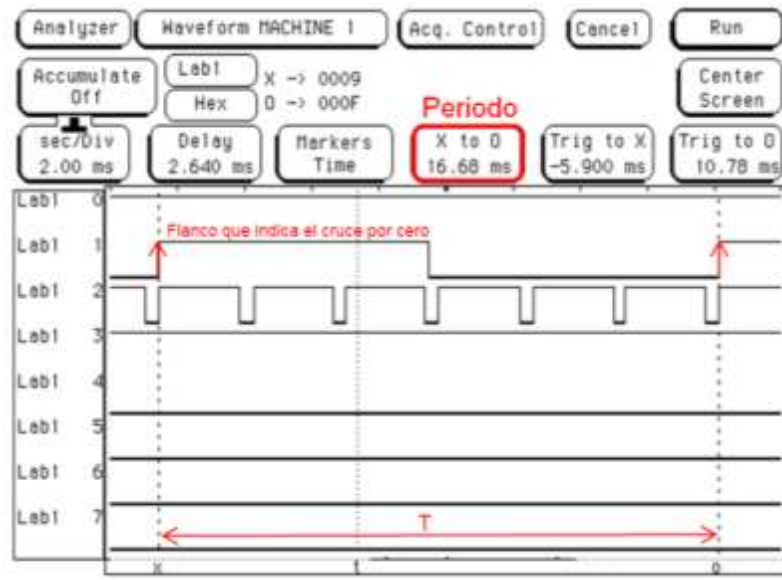 Analyzer Waveform MACHINE 1 Acq. Control Cancel Run
Accumulate Off Lab1 X -> 0009 Center Screen
Hex O -> 000F
Periodo
sec/Div Delay Markers X to O Trig to X Trig to O
2.00 ms 2.640 ms Time 16.68 ms -5.900 ms 10.78 ms
Lab1 0
Flanco que indica el cruce por cero
Lab1 1
Lab1 2
Lab1 3
Lab1 4
Lab1 5
Lab1 6
Lab1 7
T
x t o